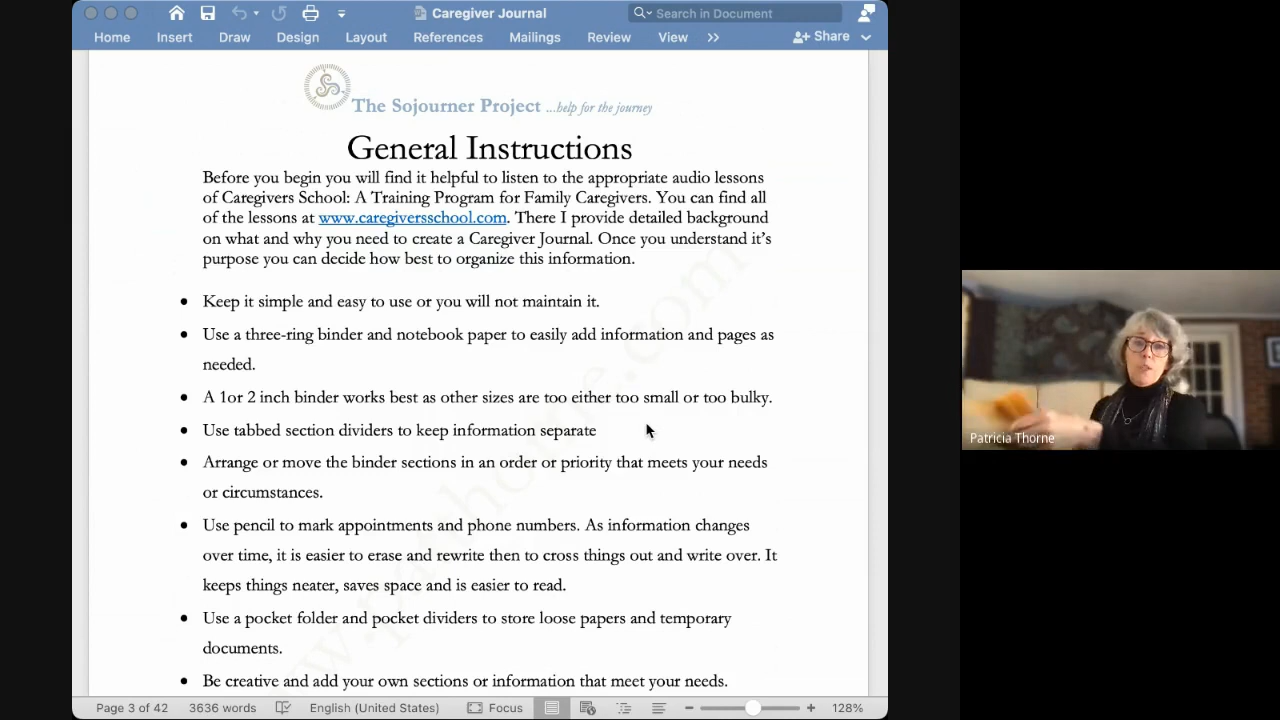 Caregiver Journal
Search in Document
Home Insert Draw Design Layout References Mailings Review View >> Share
The Sojourner Project ...help for the journey
General Instructions
Before you begin you will find it helpful to listen to the appropriate audio lessons
of Caregivers School: A Training Program for Family Caregivers. You can find all
of the lessons at www.caregiversschool.com. There I provide detailed background
on what and why you need to create a Caregiver Journal. Once you understand it's
purpose you can decide how best to organize this information.
• Keep it simple and easy to use or you will not maintain it.
• Use a three-ring binder and notebook paper to easily add information and pages as
needed.
• A 1or 2 inch binder works best as other sizes are too either too small or too bulky.
• Use tabbed section dividers to keep information separate
• Arrange or move the binder sections in an order or priority that meets your needs
or circumstances.
• Use pencil to mark appointments and phone numbers. As information changes
over time, it is easier to erase and rewrite then to cross things out and write over. It
keeps things neater, saves space and is easier to read.
• Use a pocket folder and pocket dividers to store loose papers and temporary
documents.
• Be creative and add your own sections or information that meet your needs.
Page 3 of 42 3636 words English (United States) Focus 128%
Patricia Thorne